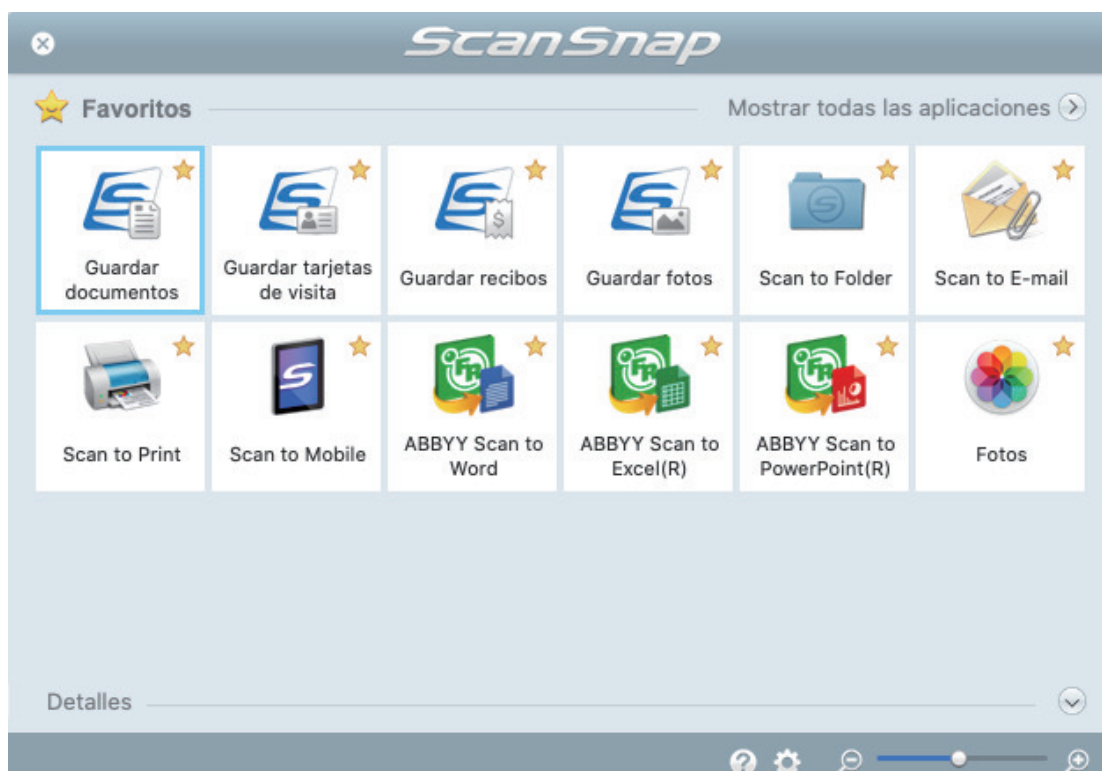 ScanSnap
Favoritos
Mostrar todas las aplicaciones
Guardar
documentos
Guardar tarjetas
de visita
Guardar recibos
Guardar fotos
Scan to Folder
Scan to E-mail
Scan to Print
Scan to Mobile
ABBYY Scan to
Word
ABBYY Scan to
Excel(R)
ABBYY Scan to
PowerPoint(R)
Fotos
Detalles